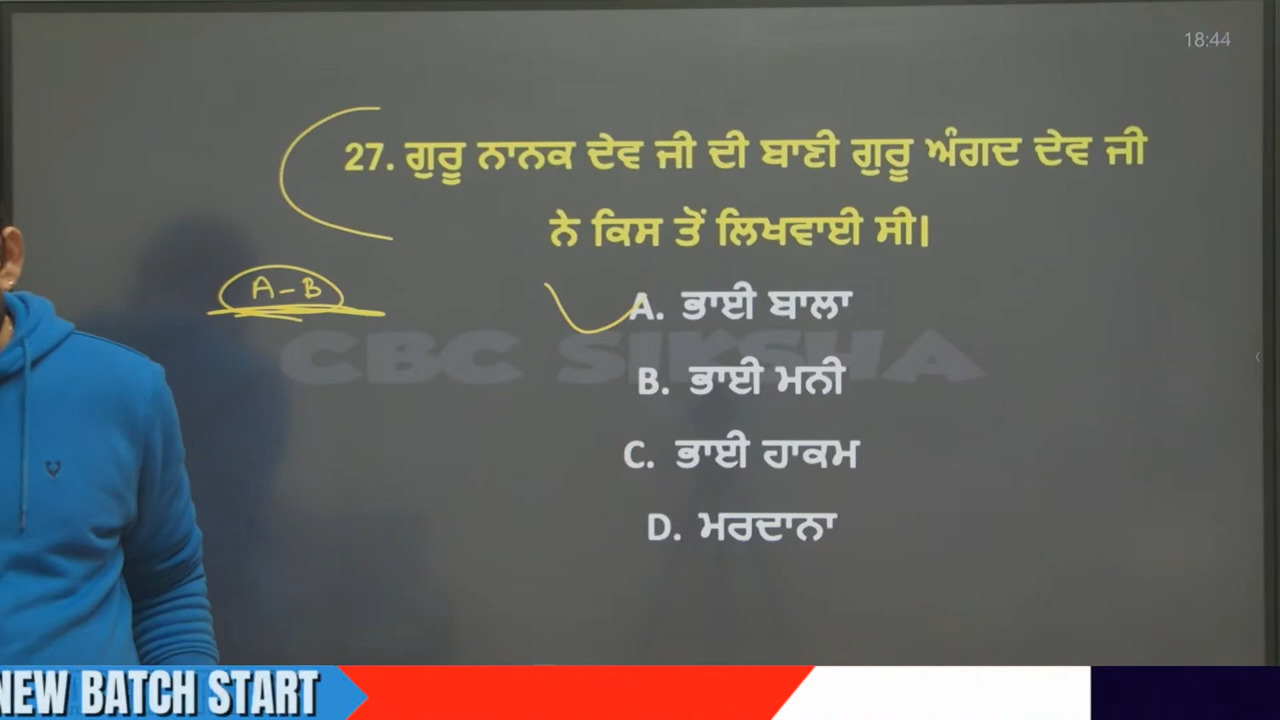 18:44
27. ਗੁਰੂ ਨਾਨਕ ਦੇਵ ਜੀ ਦੀ ਬਾਣੀ ਗੁਰੂ ਅੰਗਦ ਦੇਵ ਜੀ
ਨੇ ਕਿਸ ਤੋਂ ਲਿਖਵਾਈ ਸੀ।
A - B
A. ਭਾਈ ਬਾਲਾ
CBC SIKSHA
B. ਭਾਈ ਮਨੀ
C. ਭਾਈ ਹਾਕਮ
D. ਮਰਦਾਨਾ
NEW BATCH START